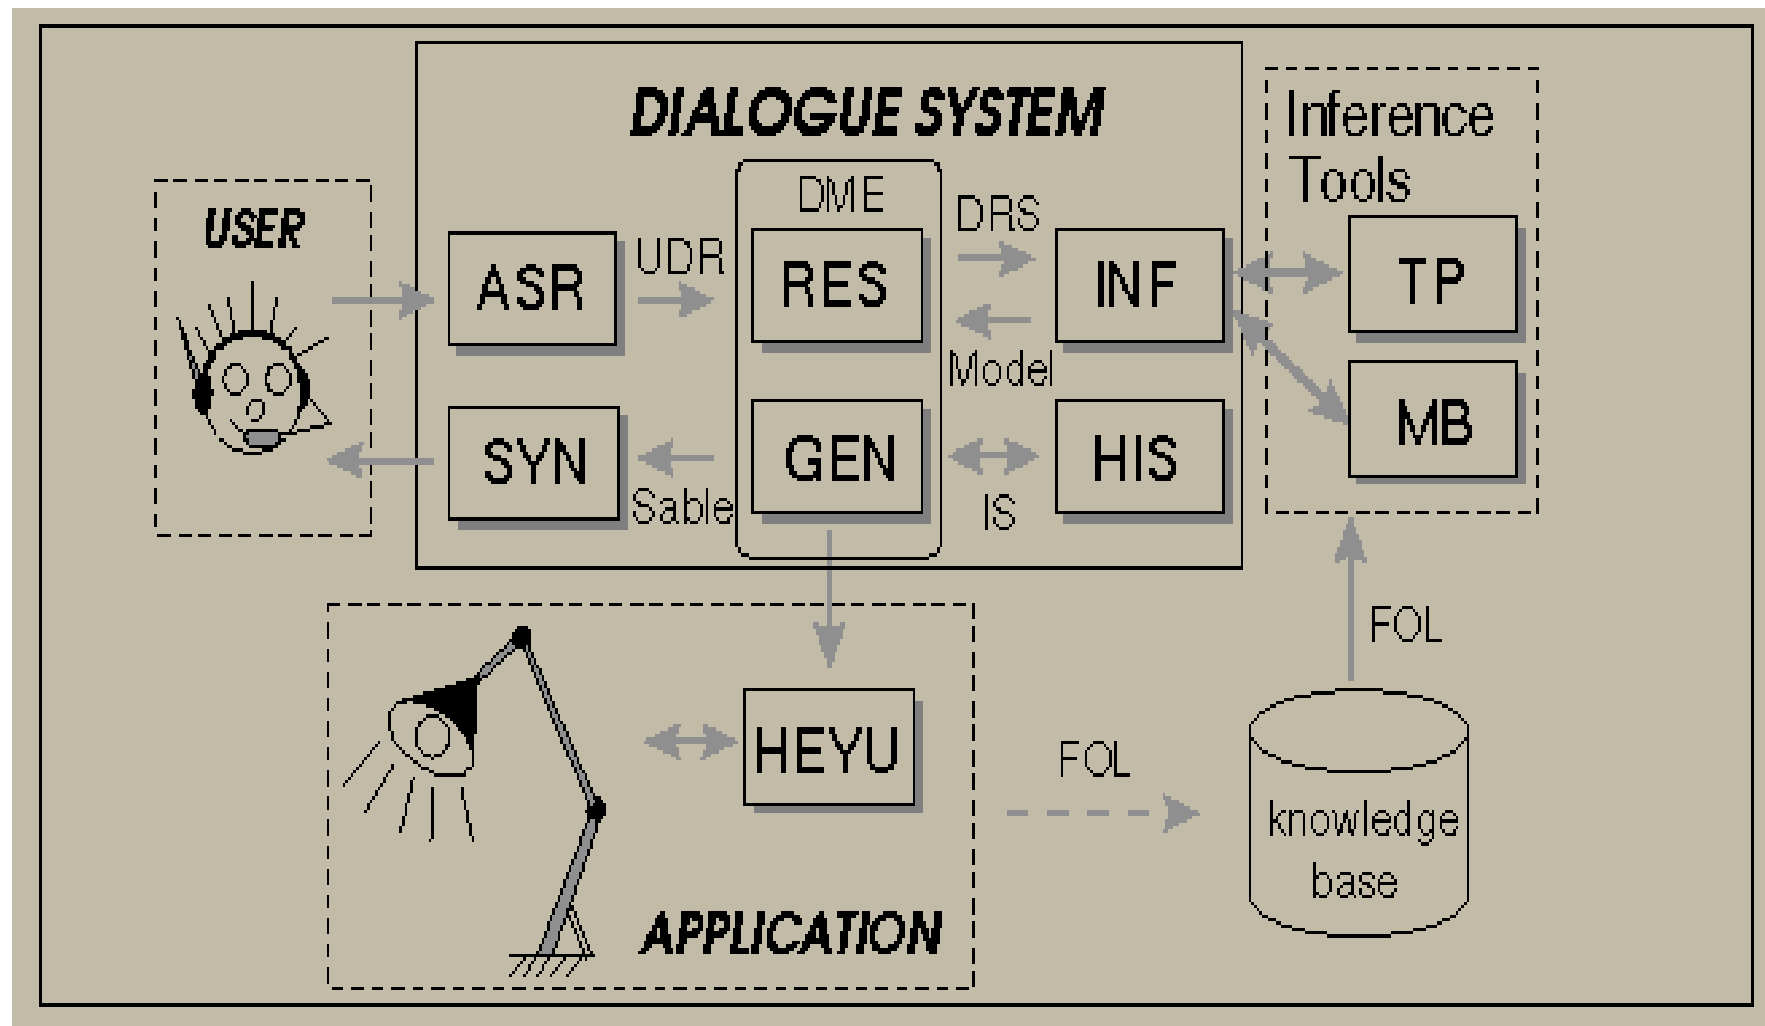 DIALOGUE SYSTEM
Inference
Tools
USER
DME
DRS
ASR
UDR
RES
INF
TP
Model
SYN
Sable
GEN
IS
HIS
MB
FOL
HEYU
FOL
knowledge
base
APPLICATION